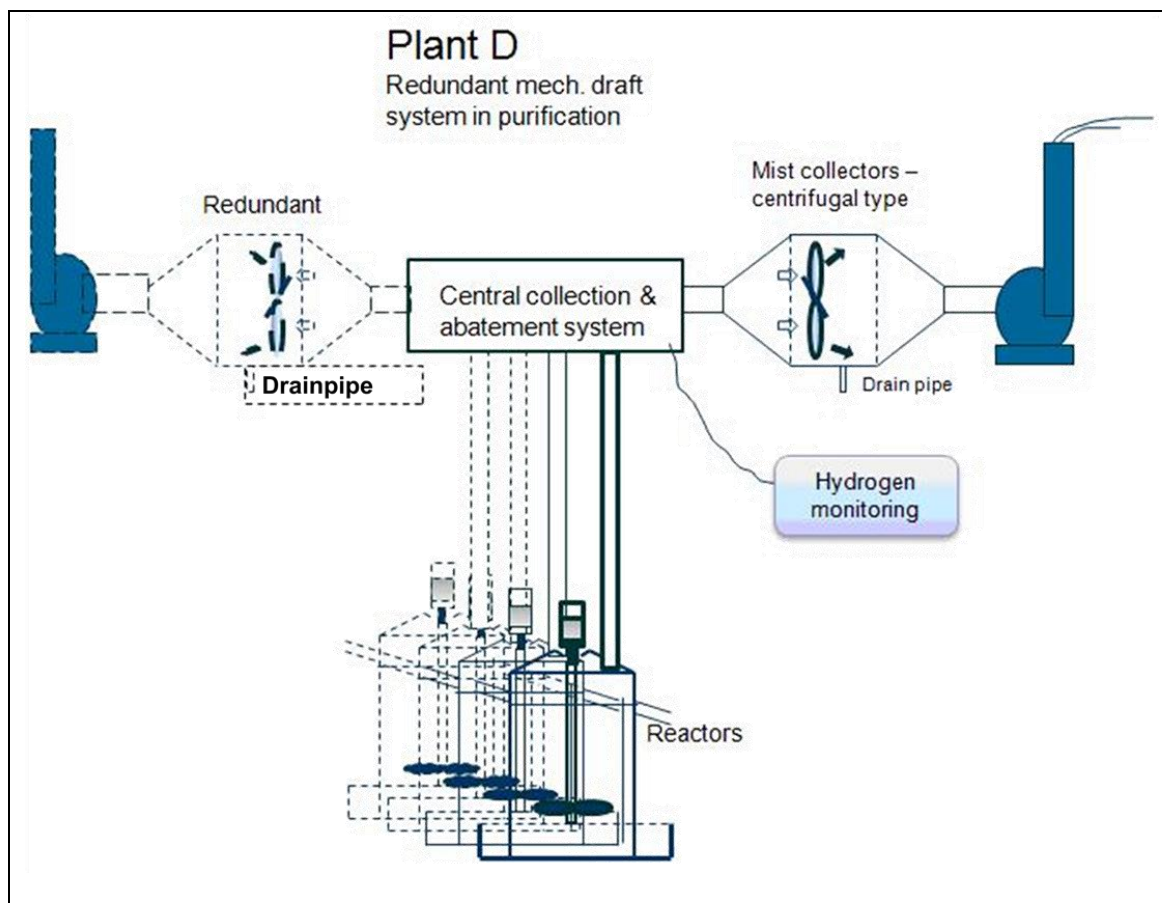 Plant D
Redundant mech. draft
system in purification
Redundant
Mist collectors –
centrifugal type
Central collection &
abatement system
Drainpipe
Drain pipe
Hydrogen
monitoring
Reactors